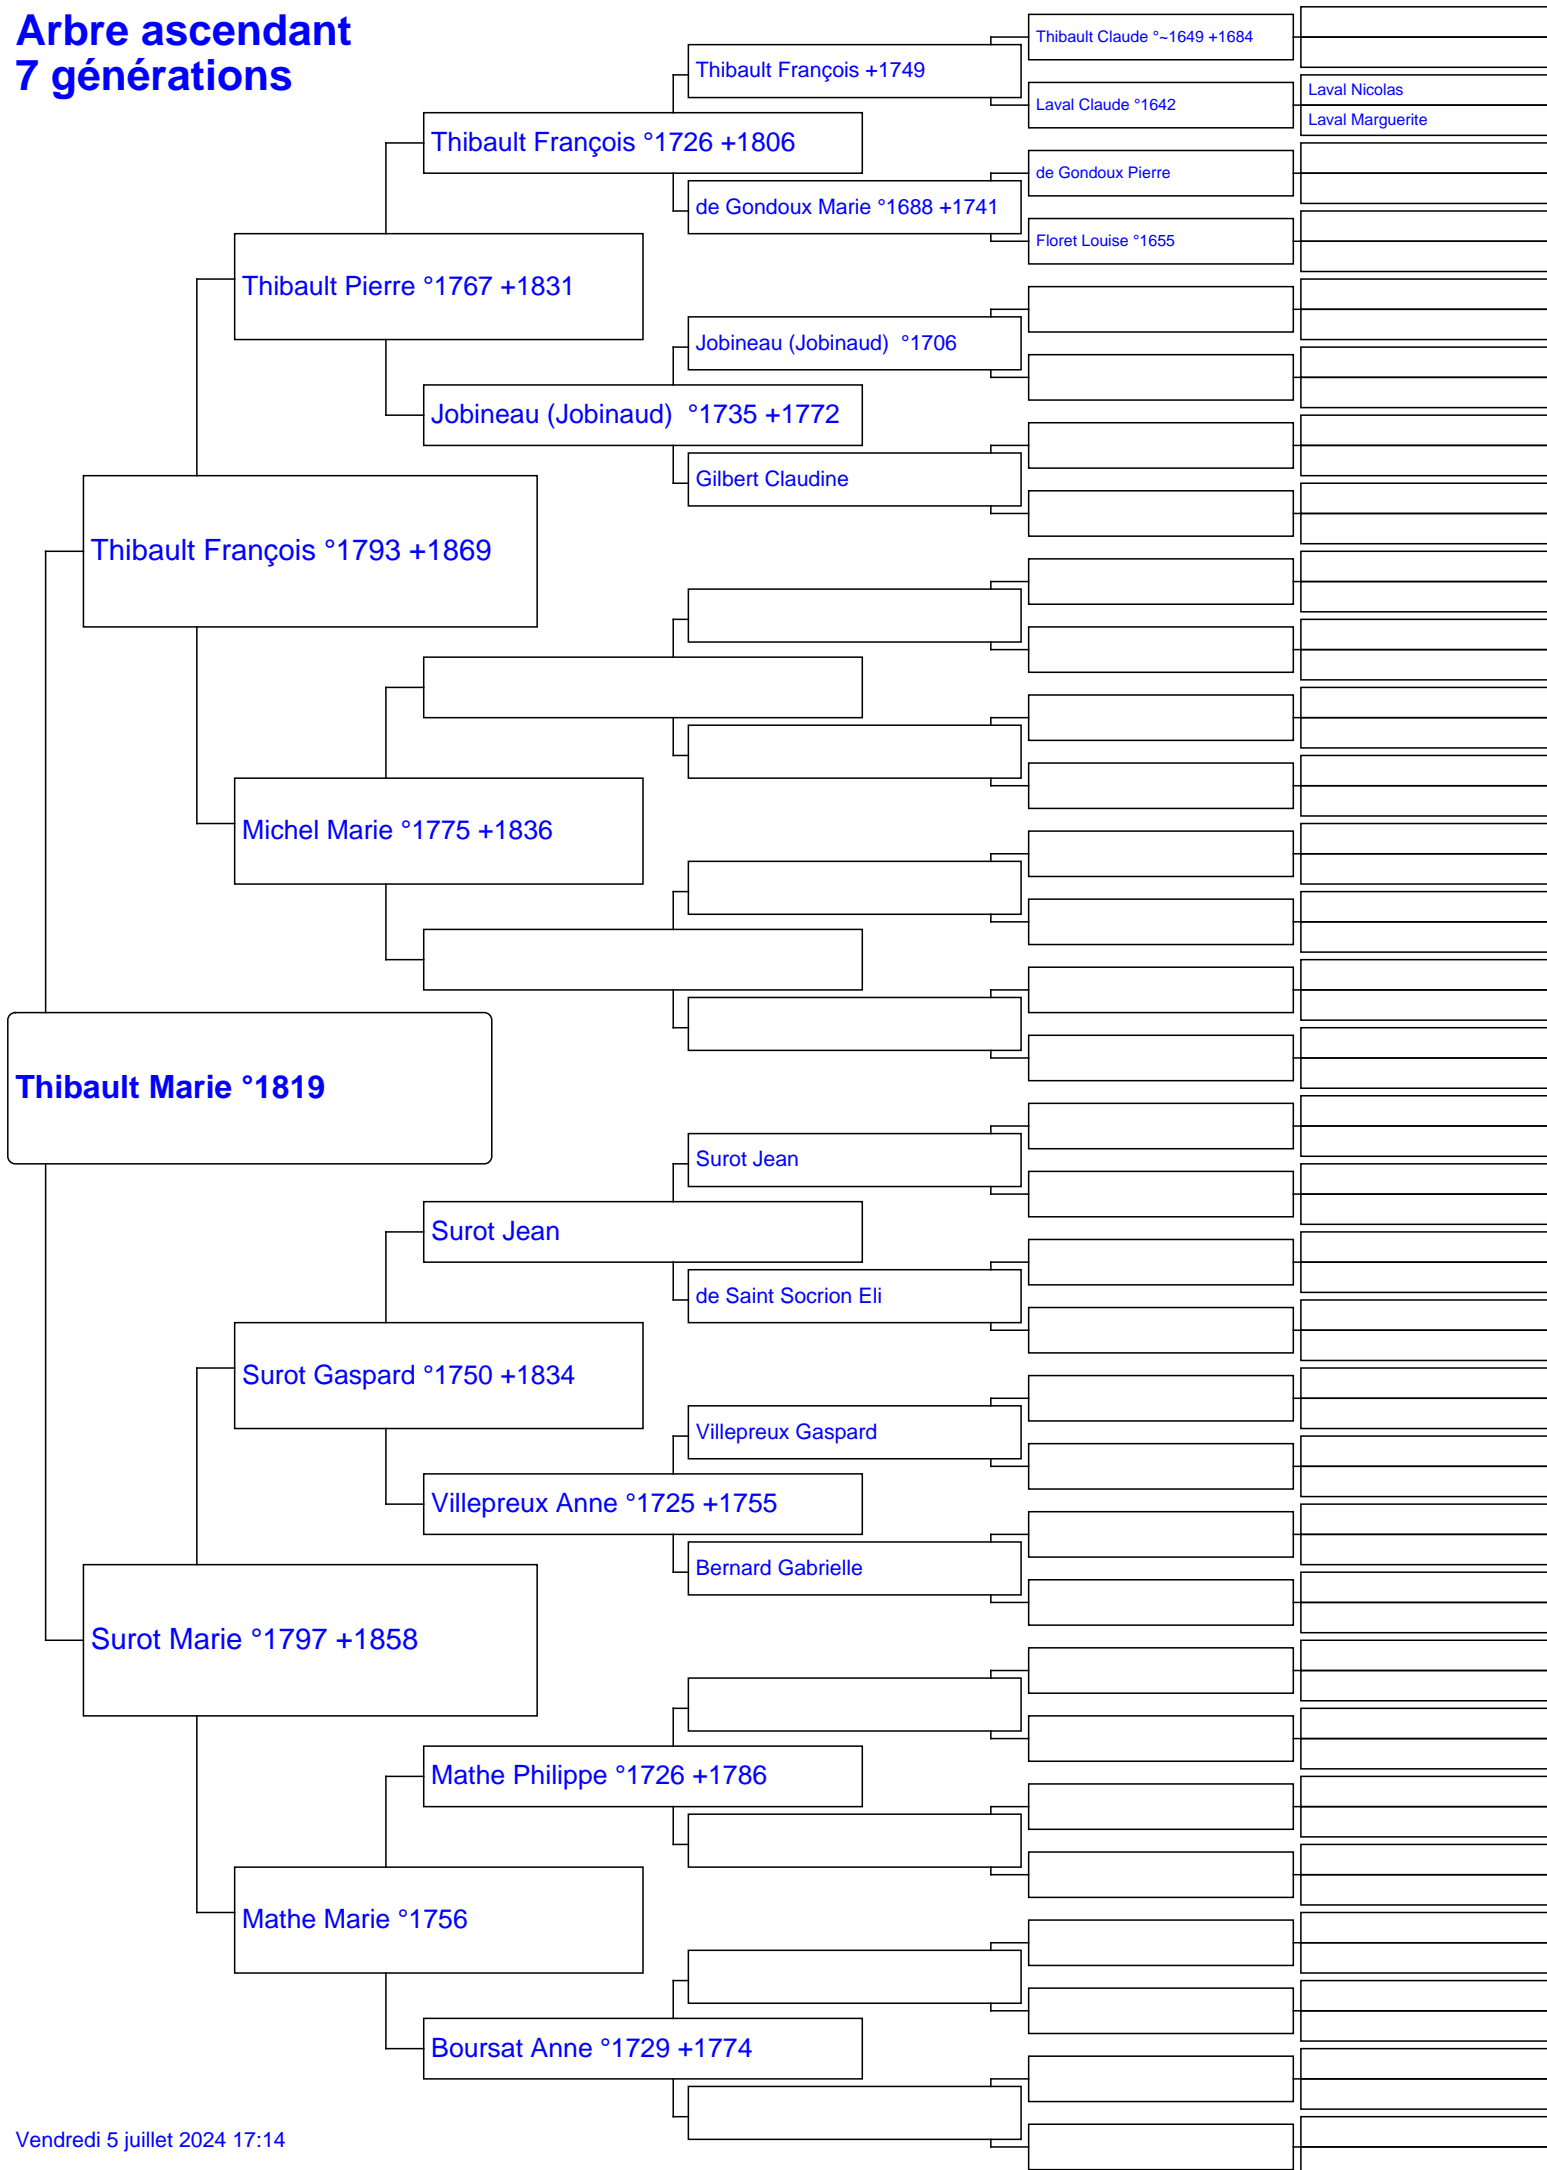 Arbre ascendant
7 générations
Thibault Claude °~1649 +1684
Thibault François +1749
Laval Nicolas
Laval Claude °1642
Laval Marguerite
Thibault François °1726 +1806
de Gondoux Pierre
de Gondoux Marie °1688 +1741
Floret Louise °1655
Thibault Pierre °1767 +1831
Jobineau (Jobinaud)  °1706
Jobineau (Jobinaud)  °1735 +1772
Gilbert Claudine
Thibault François °1793 +1869
Michel Marie °1775 +1836
Thibault Marie °1819
Surot Jean
Surot Jean
de Saint Socrion Eli
Surot Gaspard °1750 +1834
Villepreux Gaspard
Villepreux Anne °1725 +1755
Bernard Gabrielle
Surot Marie °1797 +1858
Mathe Philippe °1726 +1786
Mathe Marie °1756
Boursat Anne °1729 +1774
Vendredi 5 juillet 2024 17:14